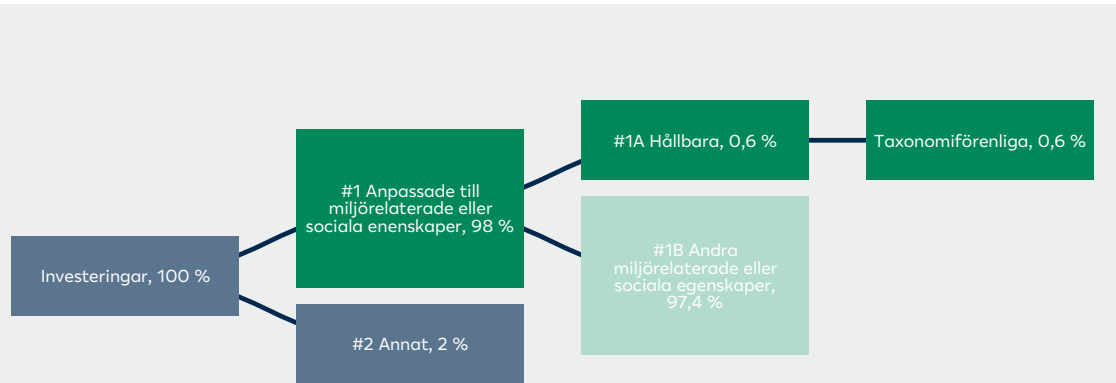 #1A Hållbara, 0,6 %
Taxonomiförenliga, 0,6 %
#1 Anpassade till
miljörelaterade eller
sociala enenskaper, 98 %
#1B Andra
miljörelaterade eller
sociala egenskaper,
97,4 %
Investeringar, 100 %
#2 Annat, 2 %